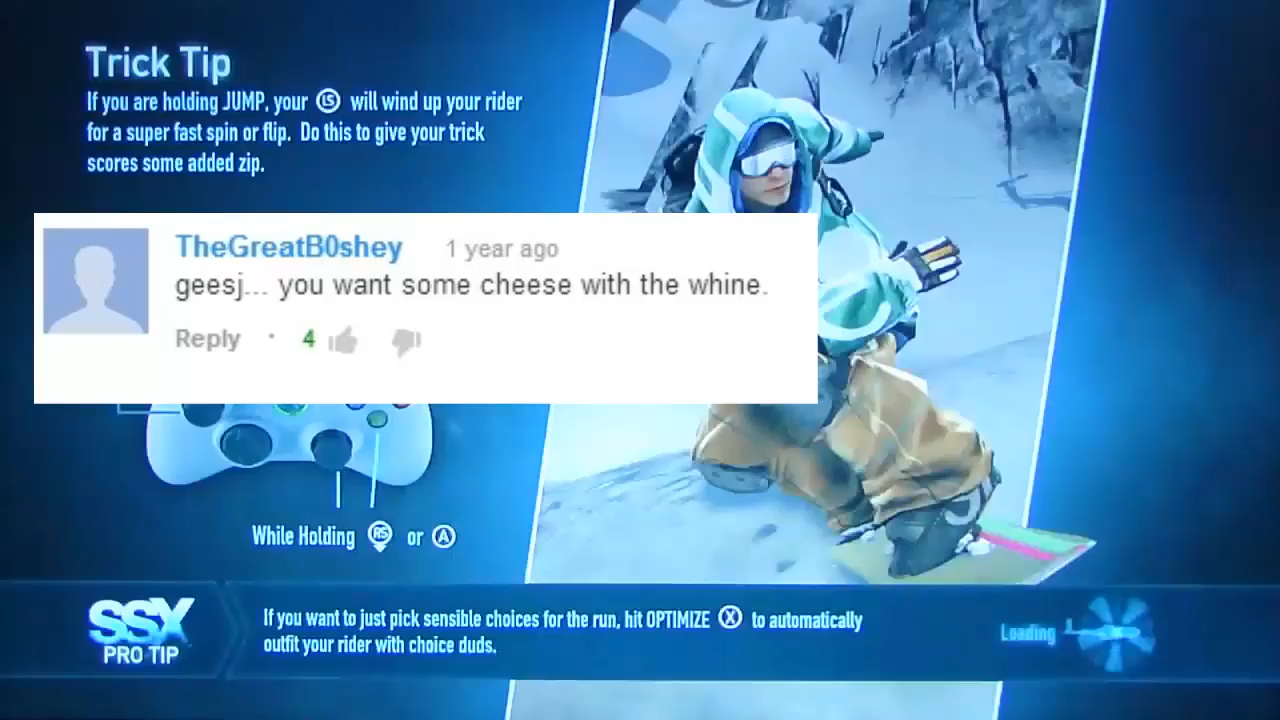 Trick Tip
If you are holding JUMP, your LS will wind up your rider
for a super fast spin or flip. Do this to give your trick
scores some added zip.
TheGreatB0shey 1 year ago
geesj... you want some cheese with the whine.
Reply · 4
While Holding RS or A
SSX
PRO TIP
If you want to just pick sensible choices for the run, hit OPTIMIZE X to automatically
outfit your rider with choice duds.
Loading